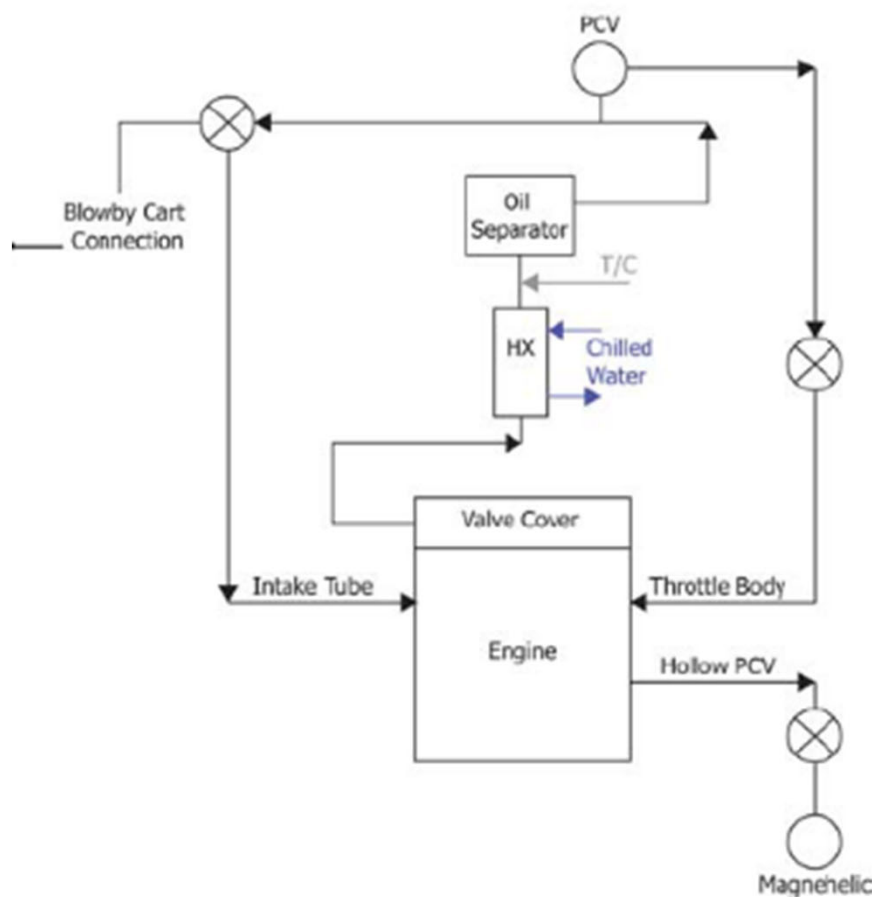 PCV
Blowby Cart
Connection
Oil
Separator
T/C
HX
Chilled
Water
Valve Cover
Intake Tube
Throttle Body
Engine
Hollow PCV
Magnehelic